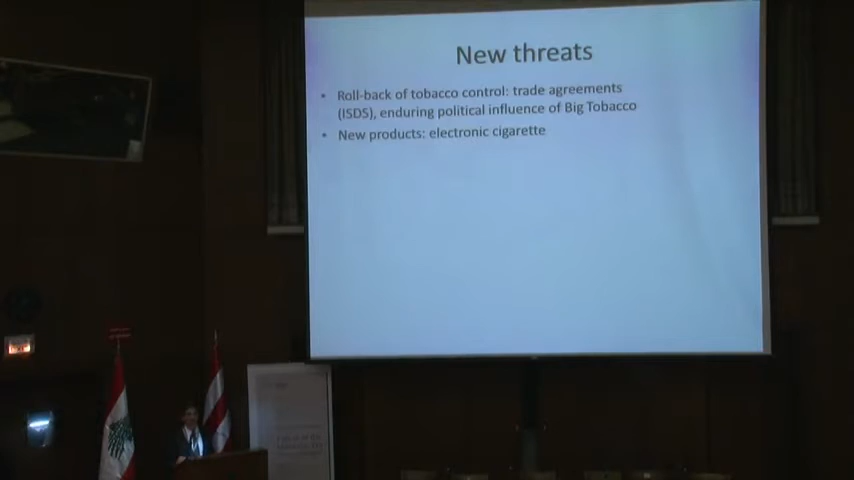 New threats
• Roll-back of tobacco control: trade agreements
(ISDS), enduring political influence of Big Tobacco
• New products: electronic cigarette